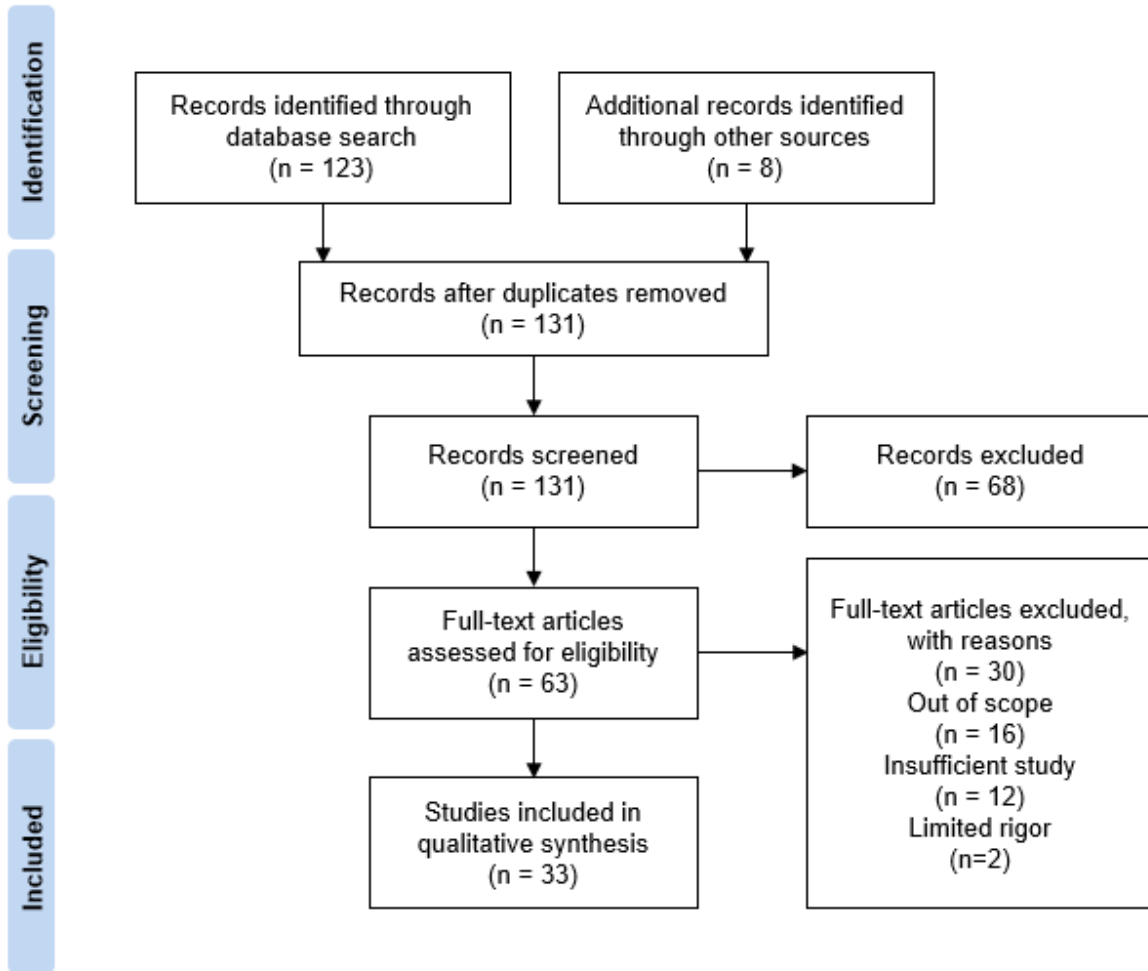 Identification
Records identified through
database search
(n = 123)
Additional records identified
through other sources
(n = 8)
Screening
Records after duplicates removed
(n = 131)
Records screened
(n = 131)
Records excluded
(n = 68)
Eligibility
Full-text articles
assessed for eligibility
(n = 63)
Full-text articles excluded,
with reasons
(n = 30)
Out of scope
(n = 16)
Insufficient study
(n = 12)
Limited rigor
(n=2)
Included
Studies included in
qualitative synthesis
(n = 33)